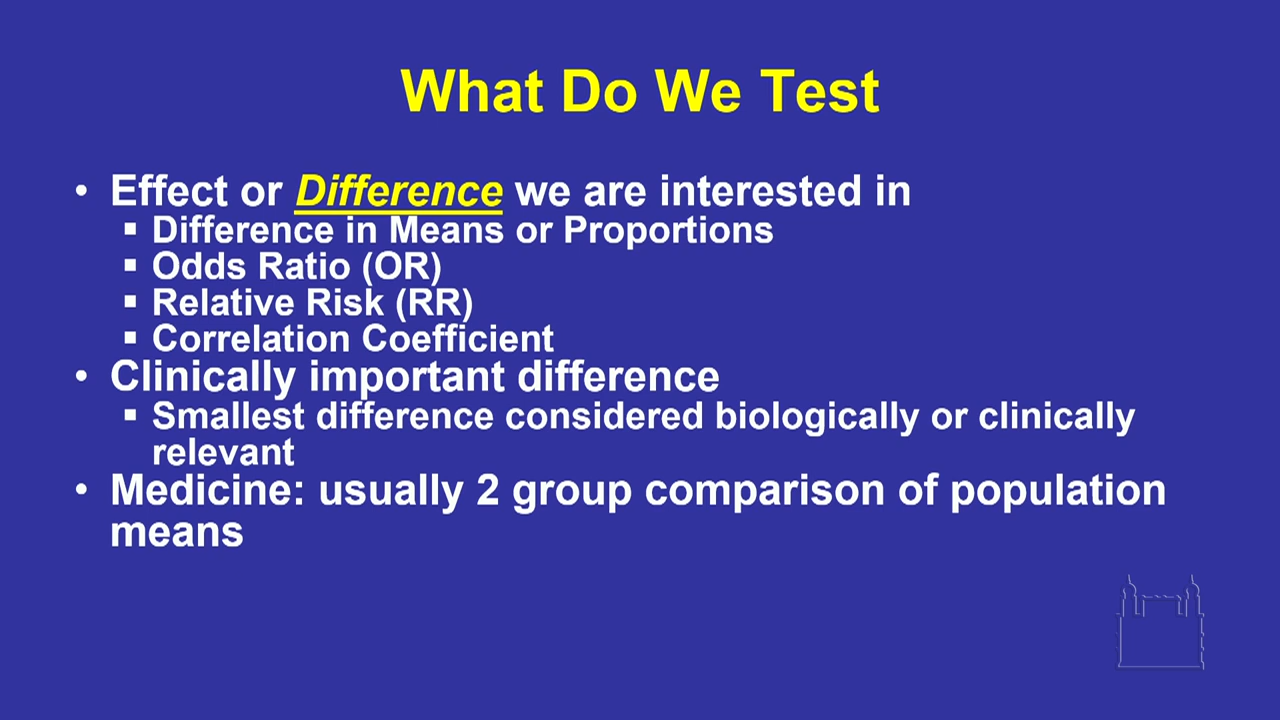 What Do We Test
• Effect or Difference we are interested in
▪ Difference in Means or Proportions
▪ Odds Ratio (OR)
▪ Relative Risk (RR)
▪ Correlation Coefficient
• Clinically important difference
▪ Smallest difference considered biologically or clinically
relevant
• Medicine: usually 2 group comparison of population
means